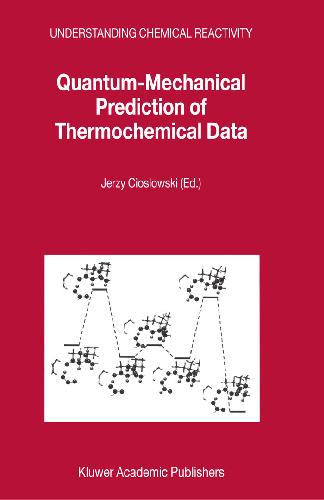 UNDERSTANDING CHEMICAL REACTIVITY
Quantum-Mechanical
Prediction of
Thermochemical Data
Jerzy Cioslowski (Ed.)
Kluwer Academic Publishers